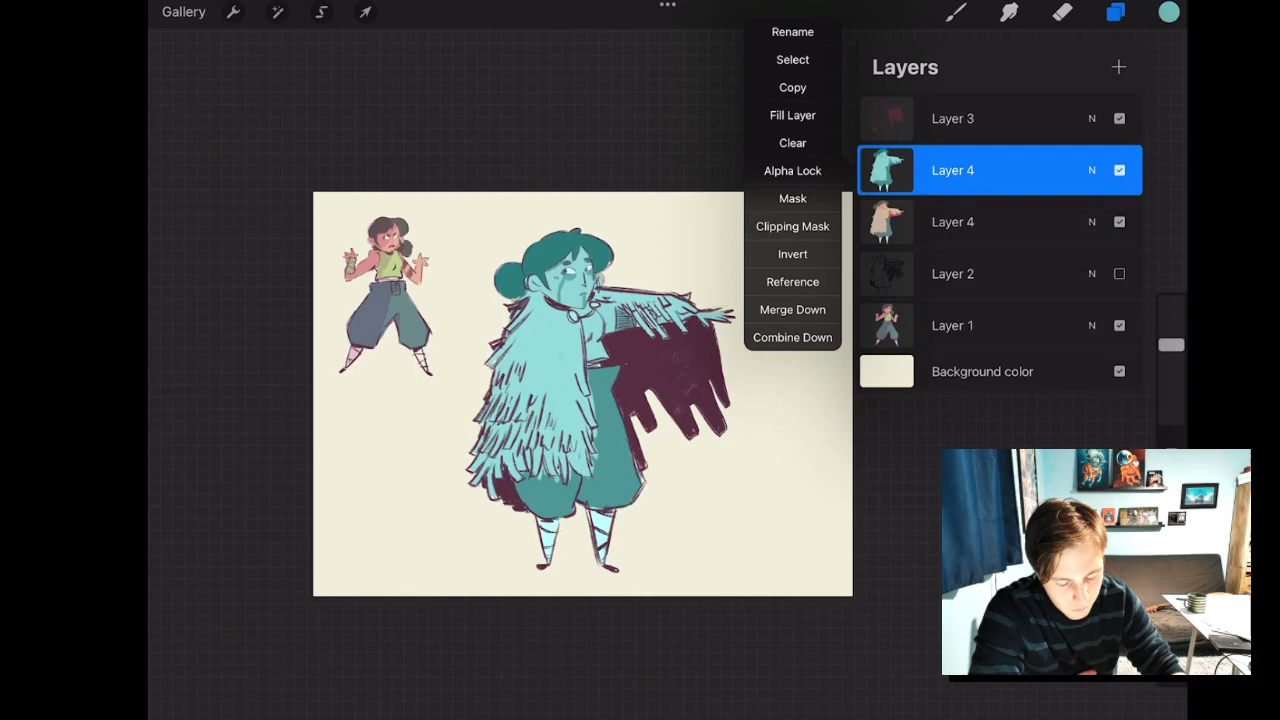 Gallery
Rename
Select
Copy
Fill Layer
Clear
Alpha Lock
Mask
Clipping Mask
Invert
Reference
Merge Down
Combine Down
Layers
Layer 3 N
Layer 4 N
Layer 4 N
Layer 2 N
Layer 1 N
Background color